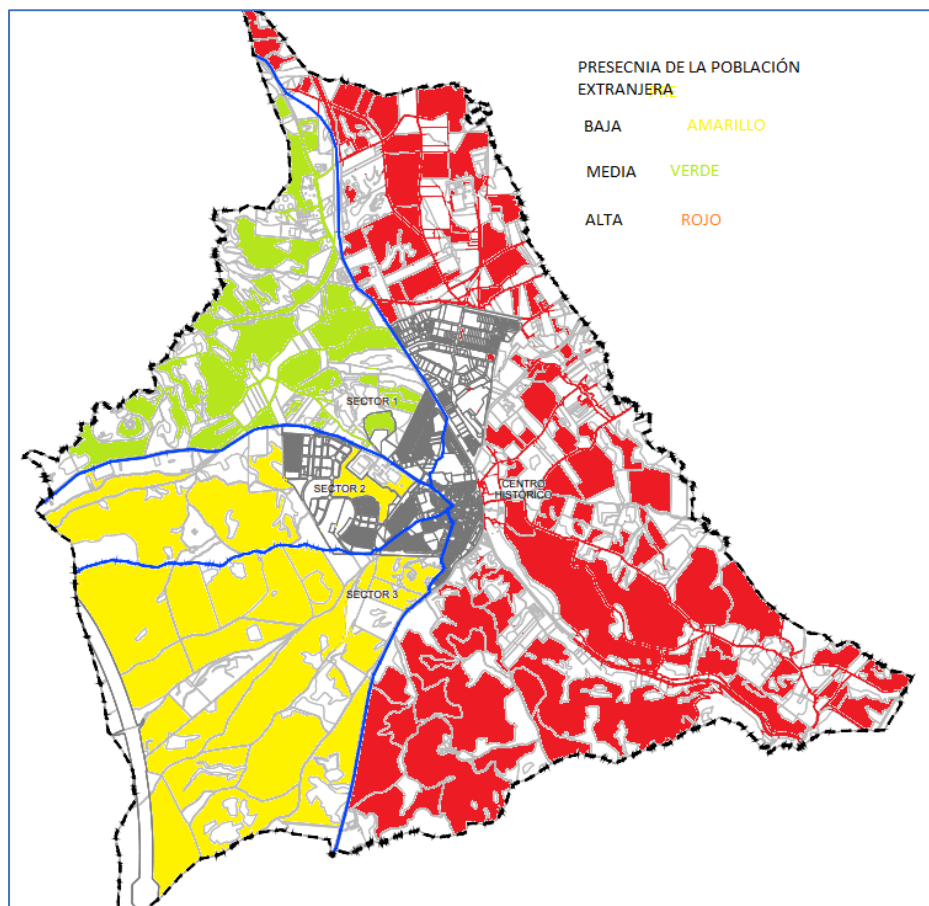 PRESECNIA DE LA POBLACIÓN
EXTRANJERA
BAJA AMARILLO
MEDIA VERDE
ALTA ROJO
SECTOR 1
SECTOR 2
CENTRO
HISTÓRICO
SECTOR 3